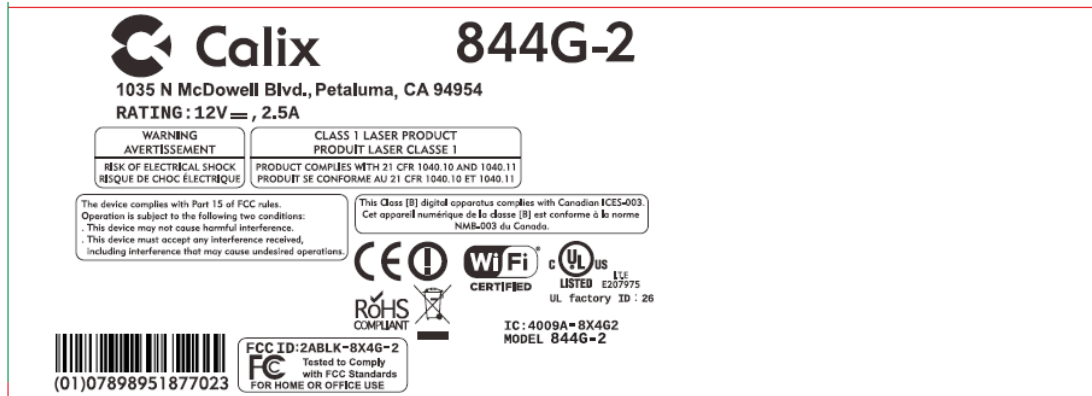 Calix 844G-2
1035 N McDowell Blvd., Petaluma, CA 94954
RATING:12V⎓, 2.5A
WARNING
AVERTISSEMENT
RISK OF ELECTRICAL SHOCK
RISQUE DE CHOC ÉLECTRIQUE
CLASS 1 LASER PRODUCT
PRODUIT LASER CLASSE 1
PRODUCT COMPLIES WITH 21 CFR 1040.10 AND 1040.11
PRODUIT SE CONFORME AU 21 CFR 1040.10 ET 1040.11
The device complies with Part 15 of FCC rules.
Operation is subject to the following two conditions:
. This device may not cause harmful interference.
. This device must accept any interference received,
including interference that may cause undesired operations.
This Class [B] digital apparatus complies with Canadian ICES-003.
Cet appareil numérique de la classe [B] est conforme à la norme
NMB-003 du Canada.
CE
Wi Fi®
CERTIFIED
C UL US
LISTED
I.T.E
E207975
UL factory ID:26
RoHS
COMPLIANT
IC:4009A-8X4G2
MODEL 844G-2
(01)07898951877023
FCC ID:2ABLK-8X4G-2
FC Tested to Comply
with FCC Standards
FOR HOME OR OFFICE USE